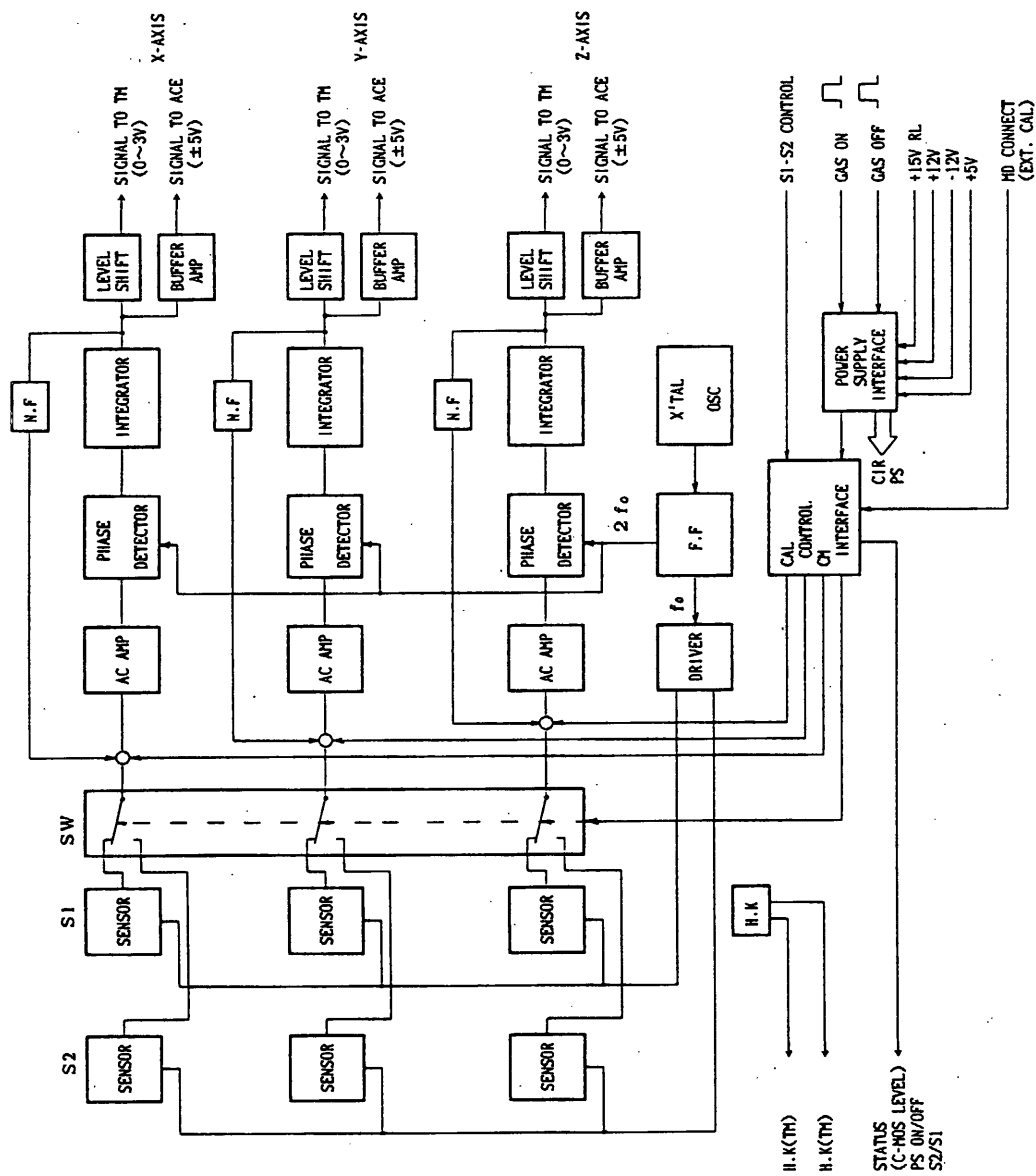 X-AXIS
SIGNAL TO TM
(0~3V)
SIGNAL TO ACE
(±5V)
LEVEL
SHIFT
BUFFER
AMP
N.F
INTEGRATOR
PHASE
DETECTOR
AC AMP
SW
S1
SENSOR
S2
SENSOR
Y-AXIS
SIGNAL TO TM
(0~3V)
SIGNAL TO ACE
(±5V)
LEVEL
SHIFT
BUFFER
AMP
N.F
INTEGRATOR
PHASE
DETECTOR
AC AMP
SENSOR
SENSOR
Z-AXIS
SIGNAL TO TM
(0~3V)
SIGNAL TO ACE
(±5V)
LEVEL
SHIFT
BUFFER
AMP
N.F
INTEGRATOR
PHASE
DETECTOR
AC AMP
SENSOR
SENSOR
X'TAL
OSC
2 fo
F.F
fo
DRIVER
S1-S2 CONTROL
GAS ON
GAS OFF
+15V RL
+12V
-12V
+5V
MD CONNECT
(EXT. CAL)
POWER
SUPPLY
INTERFACE
CIR
PS
CAL
CONTROL
CM
INTERFACE
H.K
H.K(TM)
H.K(TM)
STATUS
(C-MOS LEVEL)
PS ON/OFF
S2/S1